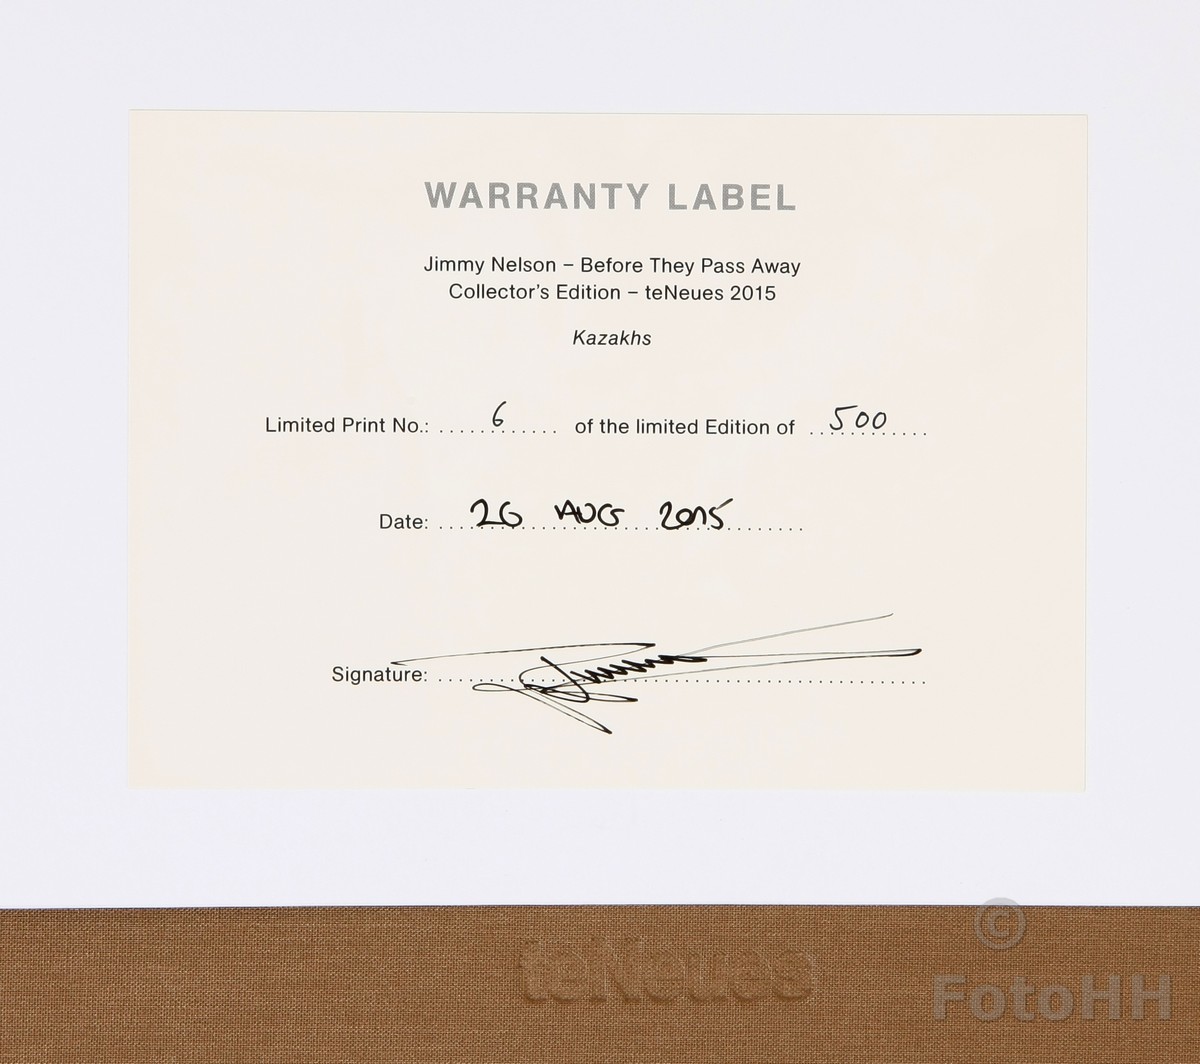 WARRANTY LABEL
Jimmy Nelson – Before They Pass Away
Collector's Edition – teNeues 2015
Kazakhs
Limited Print No.: ....6...... of the limited Edition of ..500....
Date: ...26 AUG 2015.......
Signature: ..........
teNeues
© FotoHH